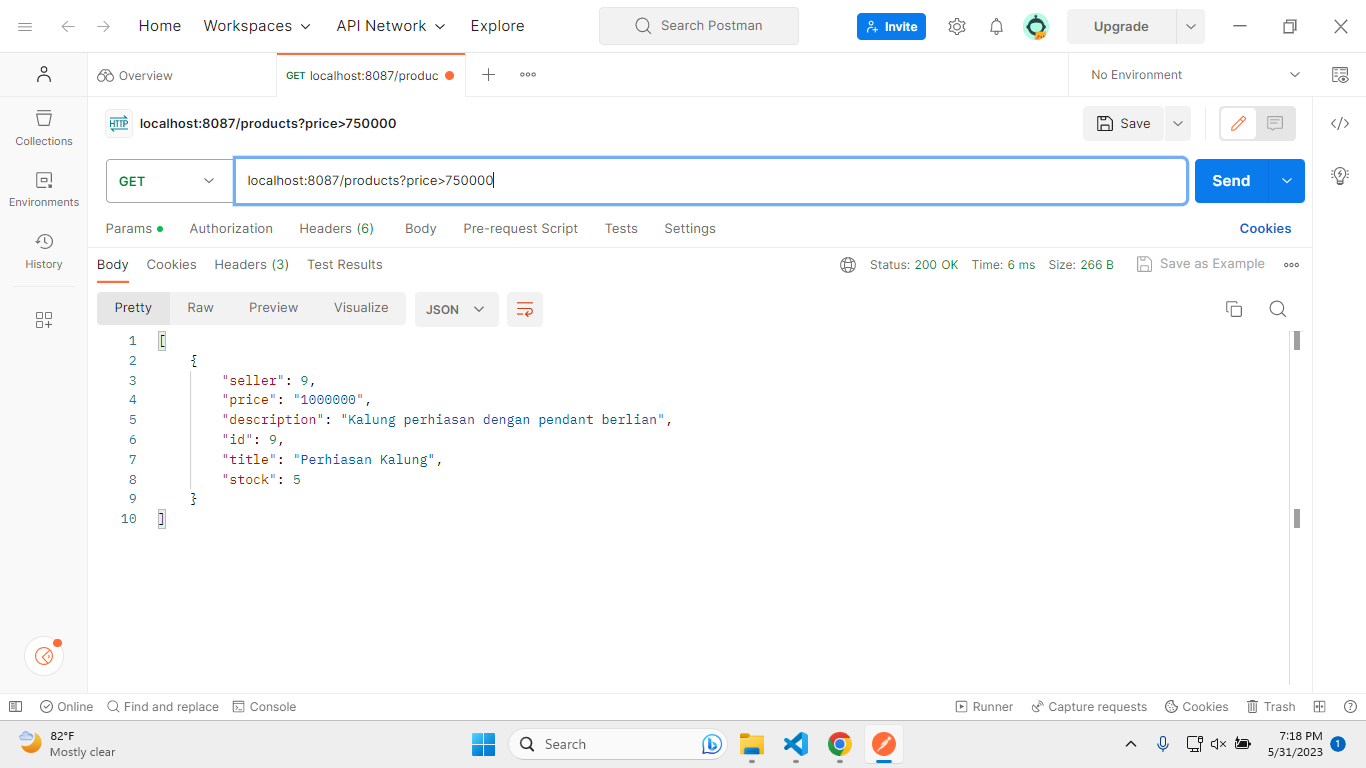 Home Workspaces API Network Explore Search Postman Invite Upgrade
Overview GET localhost:8087/produc No Environment
HTTP localhost:8087/products?price>750000 Save
GET localhost:8087/products?price>750000 Send
Params Authorization Headers (6) Body Pre-request Script Tests Settings Cookies
Body Cookies Headers (3) Test Results Status: 200 OK Time: 6 ms Size: 266 B Save as Example
Pretty Raw Preview Visualize JSON
Collections
Environments
History
1 [
2 {
3 "seller": 9,
4 "price": "1000000",
5 "description": "Kalung perhiasan dengan pendant berlian",
6 "id": 9,
7 "title": "Perhiasan Kalung",
8 "stock": 5
9 }
10 ]
Online Find and replace Console Runner Capture requests Cookies Trash
82°F
Mostly clear
Search
7:18 PM
5/31/2023
1